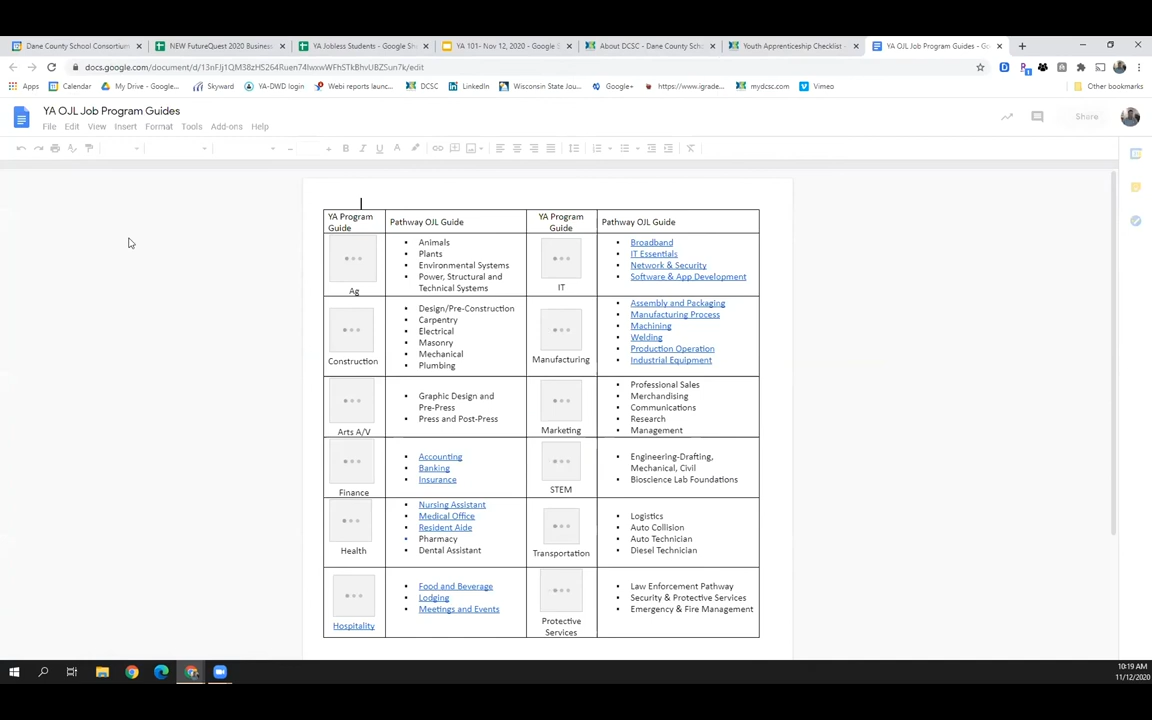 Dane County School Consortium
NEW FutureQuest 2020 Business
YA Jobless Students - Google Sh
YA 101- Nov 12, 2020 - Google S
About DCSC - Dane County Scho
Youth Apprenticeship Checklist -
YA OJL Job Program Guides - Go
Apps
Calendar
My Drive - Google...
Skyward
YA-DWD login
Webi reports launc...
DCSC
LinkedIn
Wisconsin State Jou...
Google+
https://www.igrade...
mydcsc.com
Vimeo
Other bookmarks
YA OJL Job Program Guides
File Edit View Insert Format Tools Add-ons Help
Share
YA Program
Guide
Pathway OJL Guide
YA Program
Guide
Pathway OJL Guide
Ag
• Animals
• Plants
• Environmental Systems
• Power, Structural and
Technical Systems
IT
• Broadband
• IT Essentials
• Network & Security
• Software & App Development
Construction
• Design/Pre-Construction
• Carpentry
• Electrical
• Masonry
• Mechanical
• Plumbing
Manufacturing
• Assembly and Packaging
• Manufacturing Process
• Machining
• Welding
• Production Operation
• Industrial Equipment
Arts A/V
• Graphic Design and
Pre-Press
• Press and Post-Press
Marketing
• Professional Sales
• Merchandising
• Communications
• Research
• Management
Finance
• Accounting
• Banking
• Insurance
STEM
• Engineering-Drafting,
Mechanical, Civil
• Bioscience Lab Foundations
Health
• Nursing Assistant
• Medical Office
• Resident Aide
• Pharmacy
• Dental Assistant
Transportation
• Logistics
• Auto Collision
• Auto Technician
• Diesel Technician
Hospitality
• Food and Beverage
• Lodging
• Meetings and Events
Protective
Services
• Law Enforcement Pathway
• Security & Protective Services
• Emergency & Fire Management
10:19 AM
11/12/2020